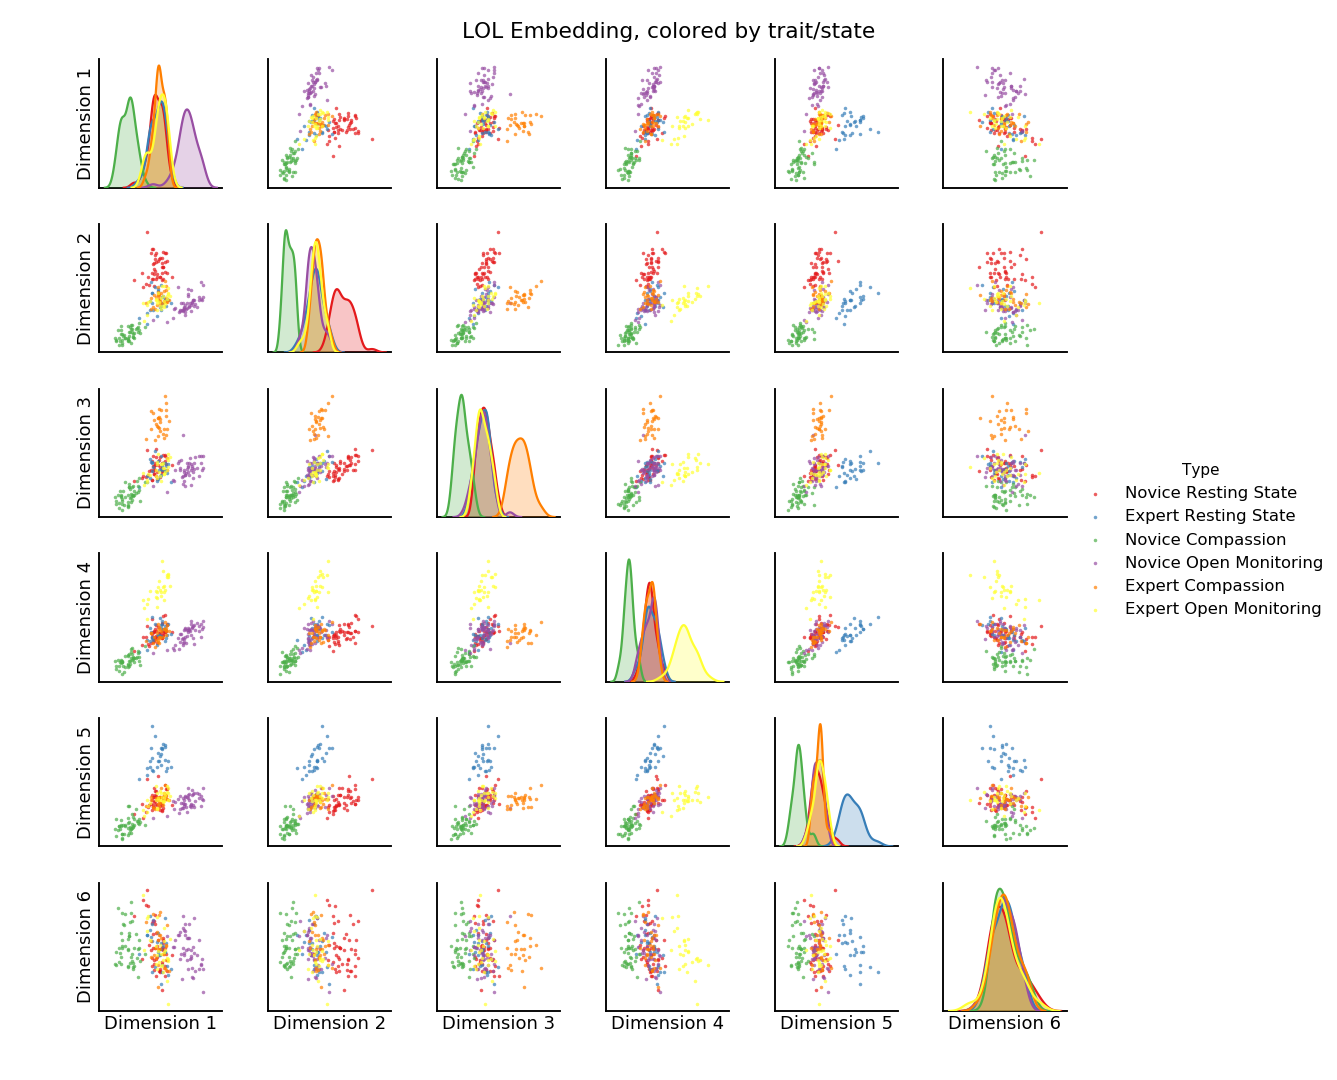 LOL Embedding, colored by trait/state
Dimension 1
Dimension 2
Dimension 3
Dimension 4
Dimension 5
Dimension 6
Dimension 1
Dimension 2
Dimension 3
Dimension 4
Dimension 5
Dimension 6
Type
Novice Resting State
Expert Resting State
Novice Compassion
Novice Open Monitoring
Expert Compassion
Expert Open Monitoring